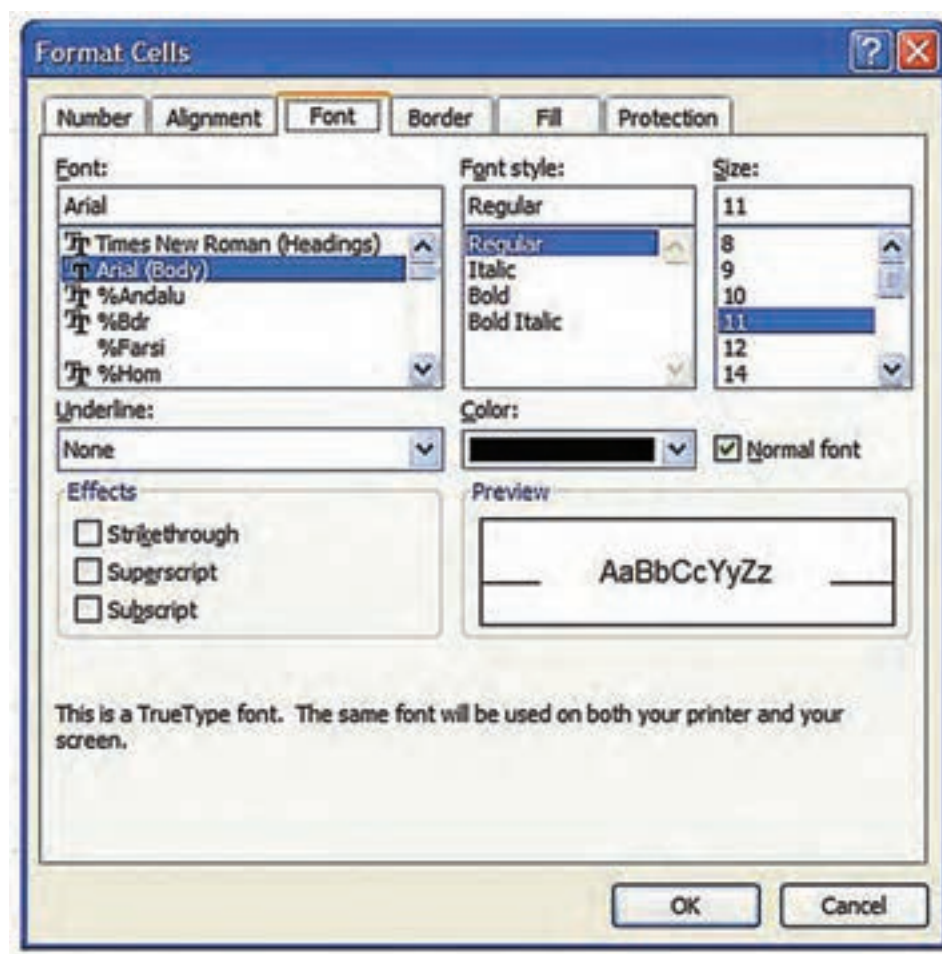 Format Cells
Number Alignment Font Border Fill Protection
Font: Font style: Size:
Arial Regular 11
Times New Roman (Headings) Regular 8
Arial (Body) Italic 9
%Andalu Bold 10
%Bdr Bold Italic 11
%Farsi 12
%Hom 14
Underline: Color:
None Normal font
Effects Preview
Strikethrough
Superscript AaBbCcYyZz
Subscript
This is a TrueType font. The same font will be used on both your printer and your
screen.
OK Cancel